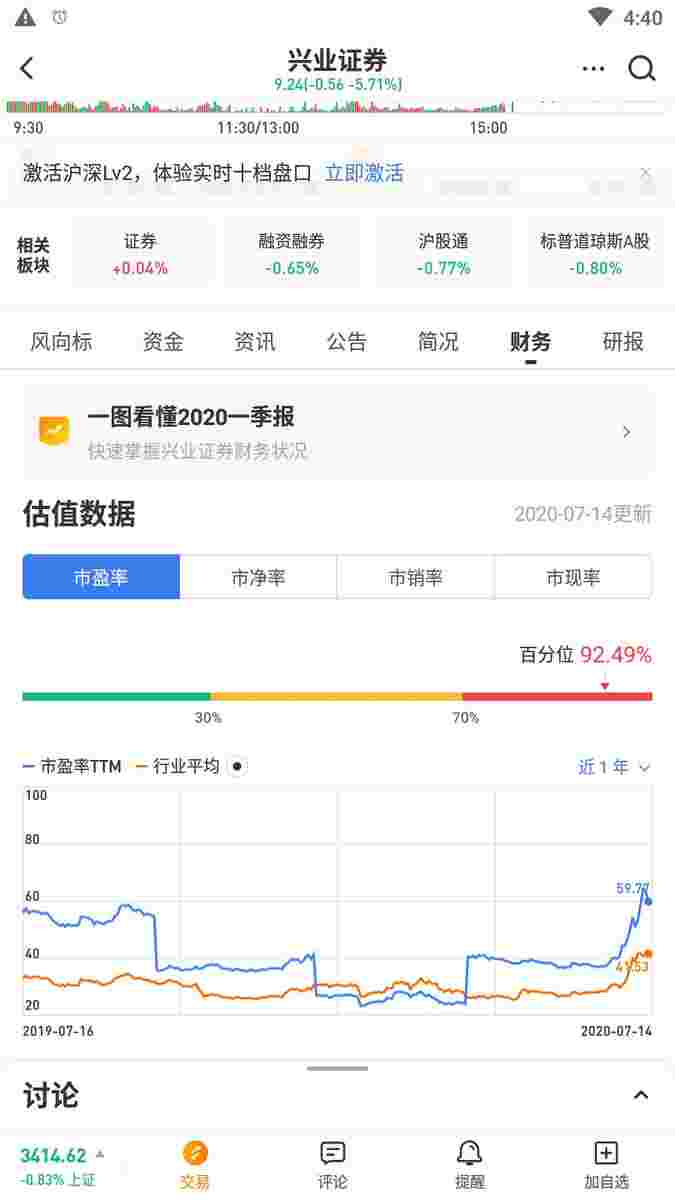 4:40
兴业证券
9.24(-0.56 -5.71%)
9:30 11:30/13:00 15:00
激活沪深Lv2，体验实时十档盘口 立即激活
相关板块
证券 融资融券 沪股通 标普道琼斯A股
+0.04% -0.65% -0.77% -0.80%
风向标 资金 资讯 公告 简况 财务 研报
一图看懂2020一季报
快速掌握兴业证券财务状况
估值数据 2020-07-14更新
市盈率 市净率 市销率 市现率
百分位 92.49%
30% 70%
市盈率TTM 行业平均 近1年
100
80
60 59.77
40 41.53
20
2019-07-16 2020-07-14
讨论
3414.62
-0.83% 上证
交易 评论 提醒 加自选